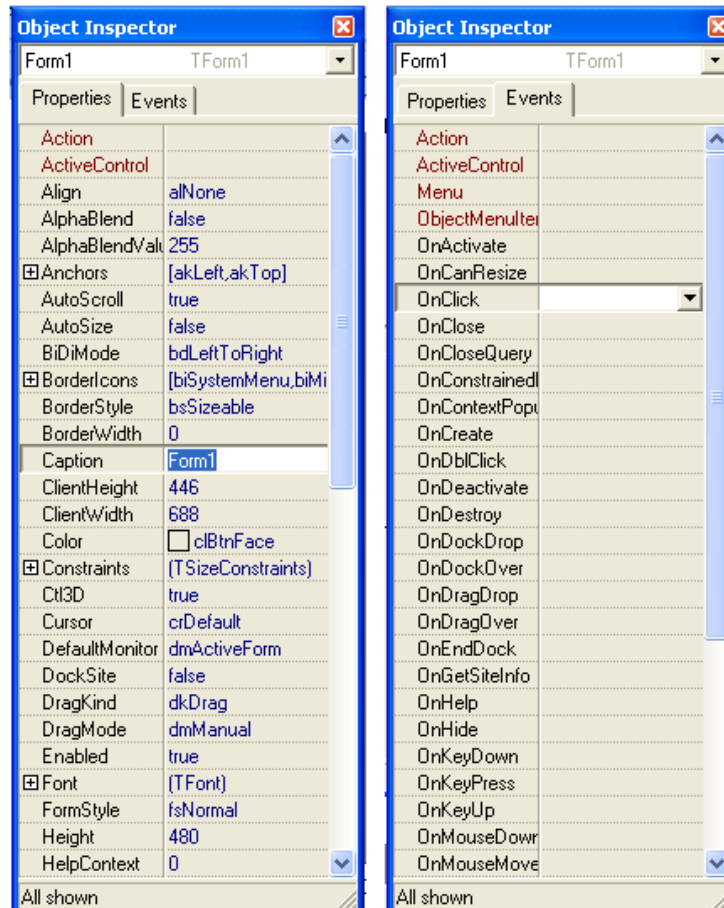 Object Inspector
Form1 TForm1
Properties Events
Action
ActiveControl
Align alNone
AlphaBlend false
AlphaBlendValu 255
Anchors [akLeft,akTop]
AutoScroll true
AutoSize false
BiDiMode bdLeftToRight
BorderIcons [biSystemMenu,biMi
BorderStyle bsSizeable
BorderWidth 0
Caption Form1
ClientHeight 446
ClientWidth 688
Color clBtnFace
Constraints (TSizeConstraints)
Ctl3D true
Cursor crDefault
DefaultMonitor dmActiveForm
DockSite false
DragKind dkDrag
DragMode dmManual
Enabled true
Font (TFont)
FormStyle fsNormal
Height 480
HelpContext 0
All shown
Object Inspector
Form1 TForm1
Properties Events
Action
ActiveControl
Menu
ObjectMenuIte
OnActivate
OnCanResize
OnClick
OnClose
OnCloseQuery
OnConstrained
OnContextPopu
OnCreate
OnDblClick
OnDeactivate
OnDestroy
OnDockDrop
OnDockOver
OnDragDrop
OnDragOver
OnEndDock
OnGetSiteInfo
OnHelp
OnHide
OnKeyDown
OnKeyPress
OnKeyUp
OnMouseDown
OnMouseMove
All shown